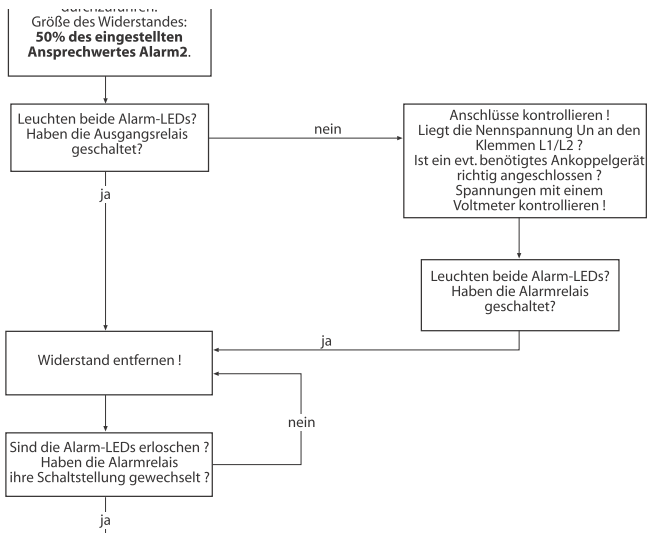 durchzuführen.
Größe des Widerstandes:
50% des eingestellten
Ansprechwertes Alarm2.
Leuchten beide Alarm-LEDs?
Haben die Ausgangsrelais
geschaltet?
nein
Anschlüsse kontrollieren !
Liegt die Nennspannung Un an den
Klemmen L1/L2 ?
Ist ein evt. benötigtes Ankoppelgerät
richtig angeschlossen ?
Spannungen mit einem
Voltmeter kontrollieren !
ja
Leuchten beide Alarm-LEDs?
Haben die Alarmrelais
geschaltet?
ja
Widerstand entfernen !
nein
Sind die Alarm-LEDs erloschen ?
Haben die Alarmrelais
ihre Schaltstellung gewechselt ?
ja